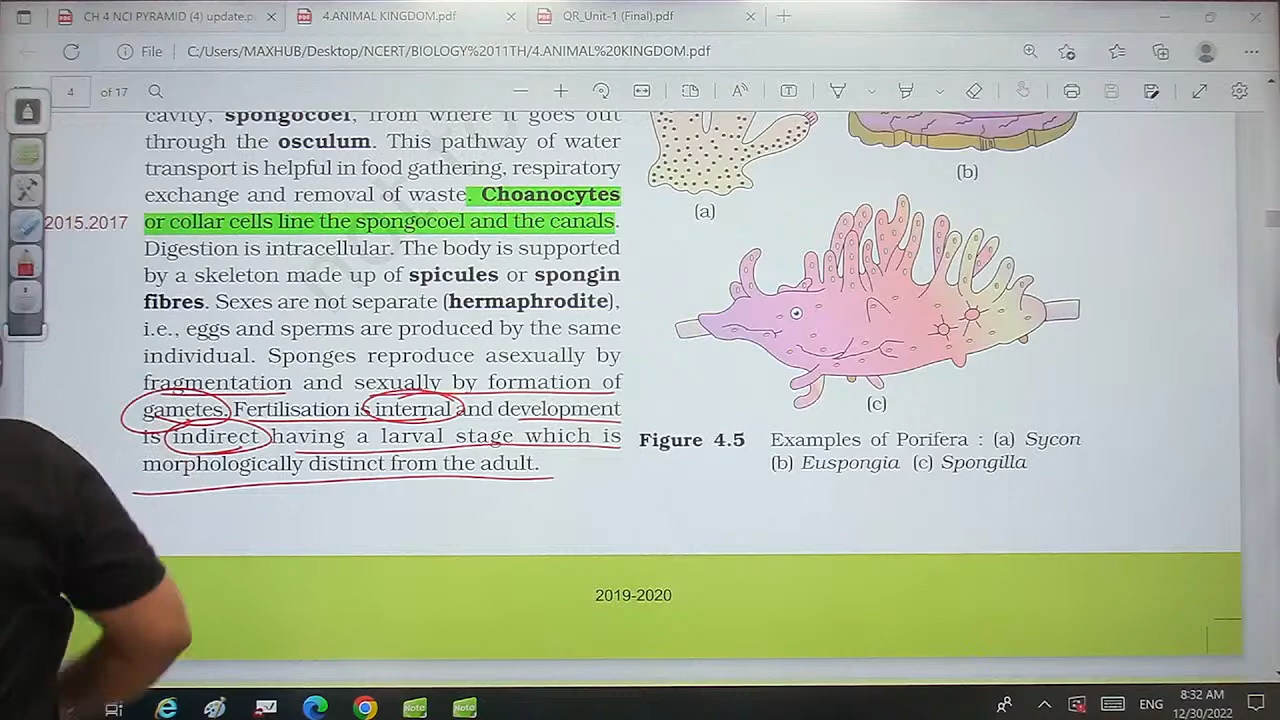 CH 4 NCI PYRAMID (4) update.p
4.ANIMAL KINGDOM.pdf
QR_Unit-1 (Final).pdf
File
C:/Users/MAXHUB/Desktop/NCERT/BIOLOGY%2011TH/4.ANIMAL%20KINGDOM.pdf
4 of 17
cavity, spongocoel, from where it goes out
through the osculum. This pathway of water
transport is helpful in food gathering, respiratory
exchange and removal of waste. Choanocytes
2015.2017
or collar cells line the spongocoel and the canals.
Digestion is intracellular. The body is supported
by a skeleton made up of spicules or spongin
fibres. Sexes are not separate (hermaphrodite),
i.e., eggs and sperms are produced by the same
individual. Sponges reproduce asexually by
fragmentation and sexually by formation of
gametes. Fertilisation is internal and development
is indirect having a larval stage which is
morphologically distinct from the adult.
(a)
(b)
(c)
Figure 4.5 Examples of Porifera : (a) Sycon
(b) Euspongia (c) Spongilla
2019-2020
Note
Note
ENG
8:32 AM
12/30/2022